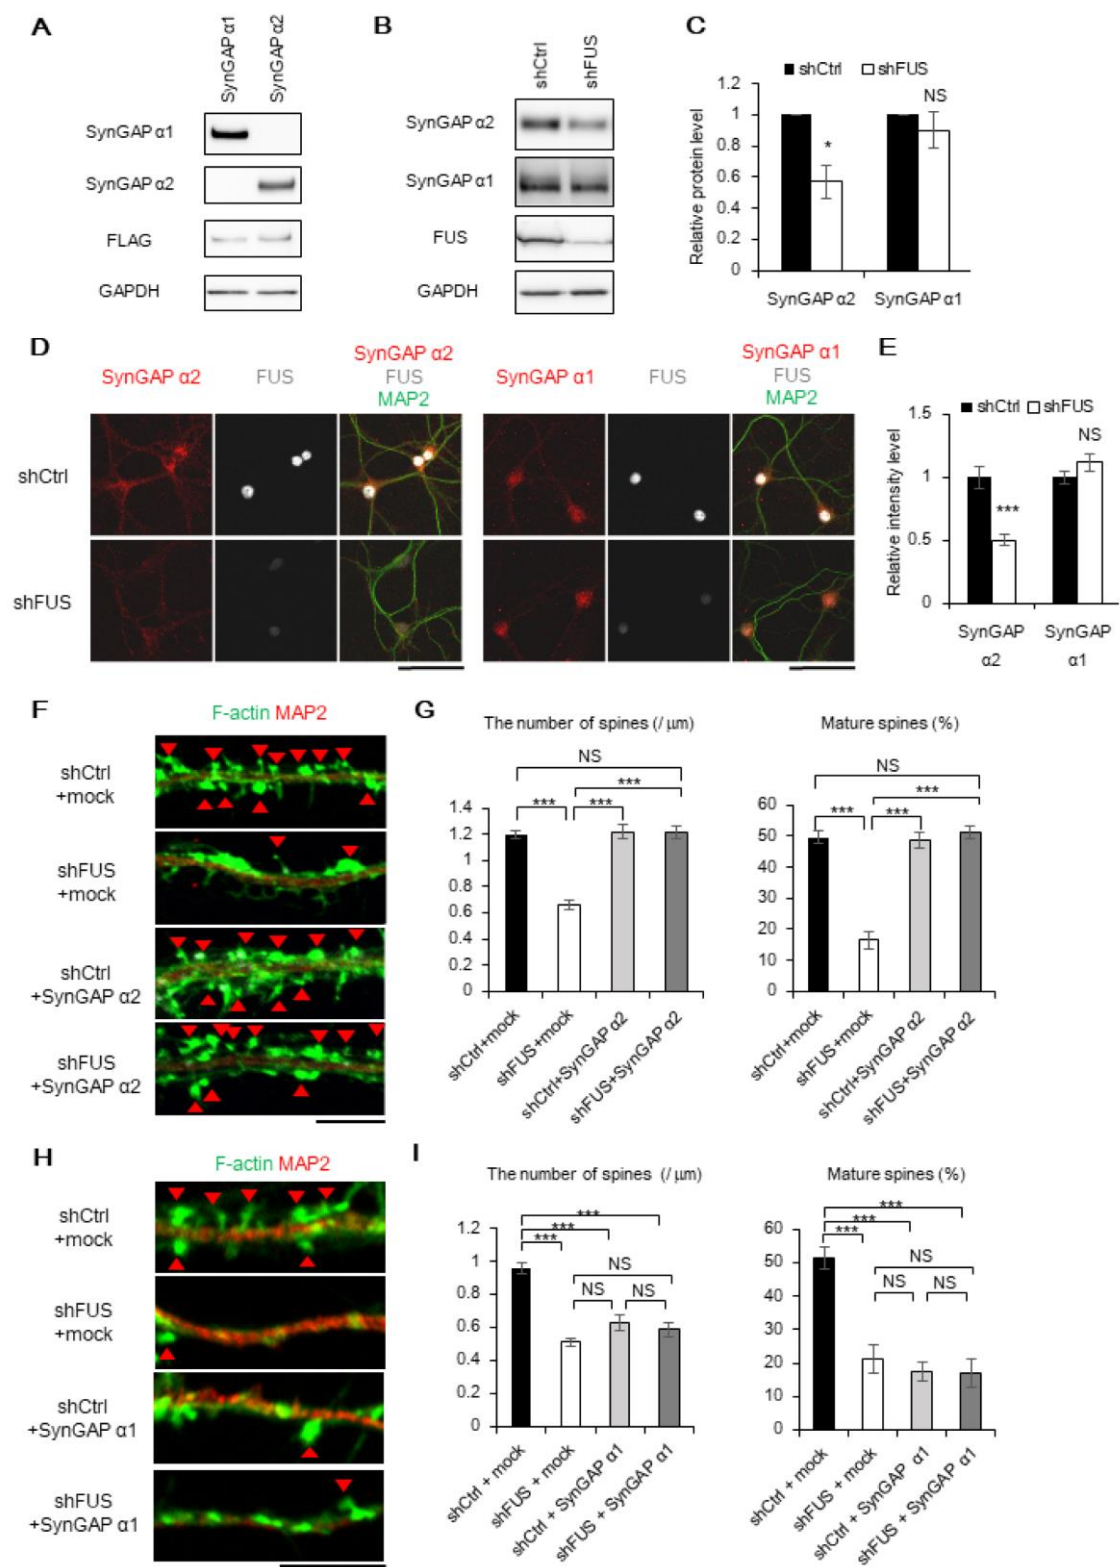 A
SynGAP α1
SynGAP α2
SynGAP α1
SynGAP α2
FLAG
GAPDH
B
shCtrl
shFUS
SynGAP α2
SynGAP α1
FUS
GAPDH
C
shCtrl shFUS
Relative protein level
1.2
1
0.8
0.6
0.4
0.2
0
*
NS
SynGAP α2 SynGAP α1
D
SynGAP α2 FUS SynGAP α2
FUS
MAP2
SynGAP α1 FUS SynGAP α1
FUS
MAP2
shCtrl
shFUS
E
shCtrl shFUS
Relative intensity level
1.5
1
0.5
0
***
NS
SynGAP
α2
SynGAP
α1
F
F-actin MAP2
shCtrl
+mock
shFUS
+mock
shCtrl
+SynGAP α2
shFUS
+SynGAP α2
G
The number of spines (/ μm)
NS
***
*** ***
1.4
1.2
1
0.8
0.6
0.4
0.2
0
shCtrl+mock
shFUS+mock
shCtrl+SynGAP α2
shFUS+SynGAP α2
Mature spines (%)
NS
***
*** ***
60
50
40
30
20
10
0
shCtrl+mock
shFUS+mock
shCtrl+SynGAP α2
shFUS+SynGAP α2
H
F-actin MAP2
shCtrl
+mock
shFUS
+mock
shCtrl
+SynGAP α1
shFUS
+SynGAP α1
I
The number of spines (/ μm)
***
***
***
NS
NS NS
1.2
1
0.8
0.6
0.4
0.2
0
shCtrl + mock
shFUS + mock
shCtrl + SynGAP α1
shFUS + SynGAP α1
Mature spines (%)
***
***
***
NS
NS NS
60
50
40
30
20
10
0
shCtrl + mock
shFUS + mock
shCtrl + SynGAP α1
shFUS + SynGAP α1